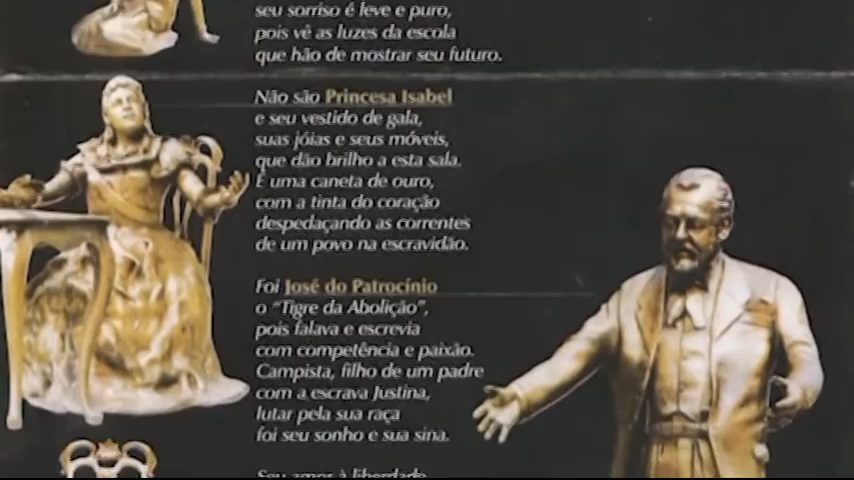 seu sorriso é leve e puro,
pois vê as luzes da escola
que hão de mostrar seu futuro.
Não são Princesa Isabel
e seu vestido de gala,
suas jóias e seus móveis,
que dão brilho a esta sala.
É uma caneta de ouro,
com a tinta do coração
despedaçando as correntes
de um povo na escravidão.
Foi José do Patrocínio
o "Tigre da Abolição",
pois falava e escrevia
com competência e paixão.
Campista, filho de um padre
com a escrava Justina,
lutar pela sua raça
foi seu sonho e sua sina.
Seu amor à liberdade